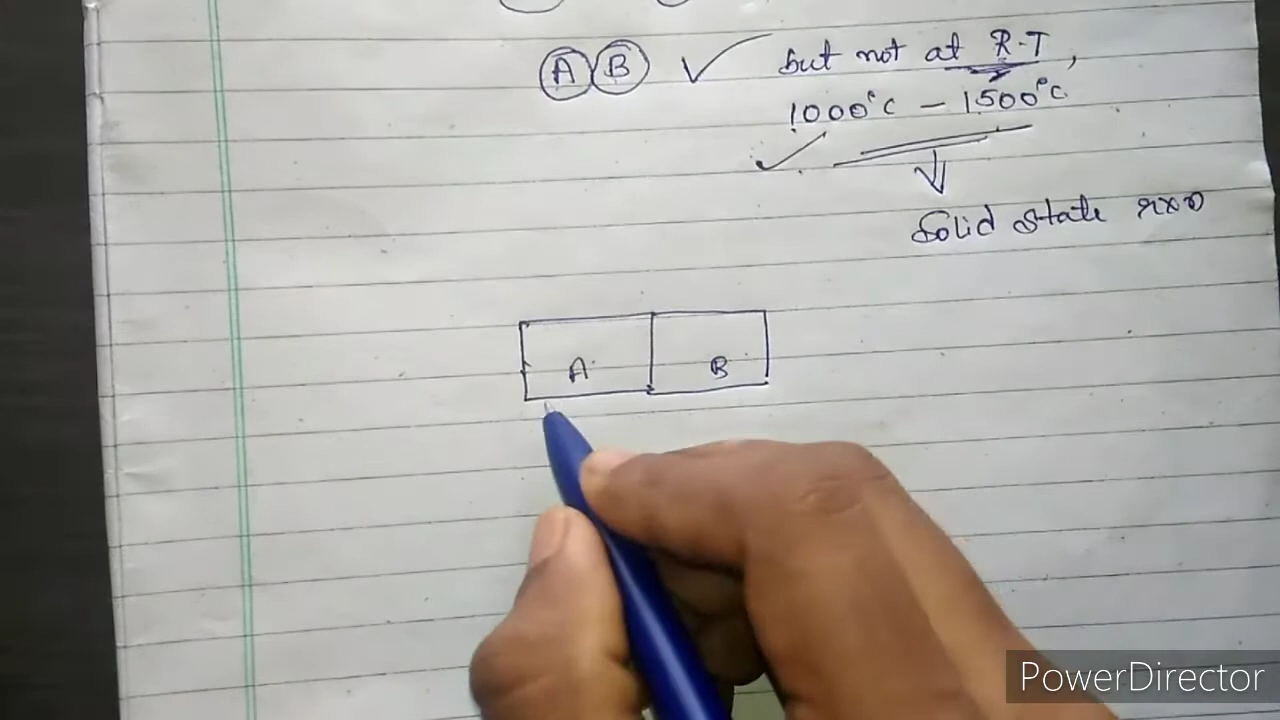 A B but not at R.T,
1000°C - 1500°C
Solid state rxn
A B
PowerDirector